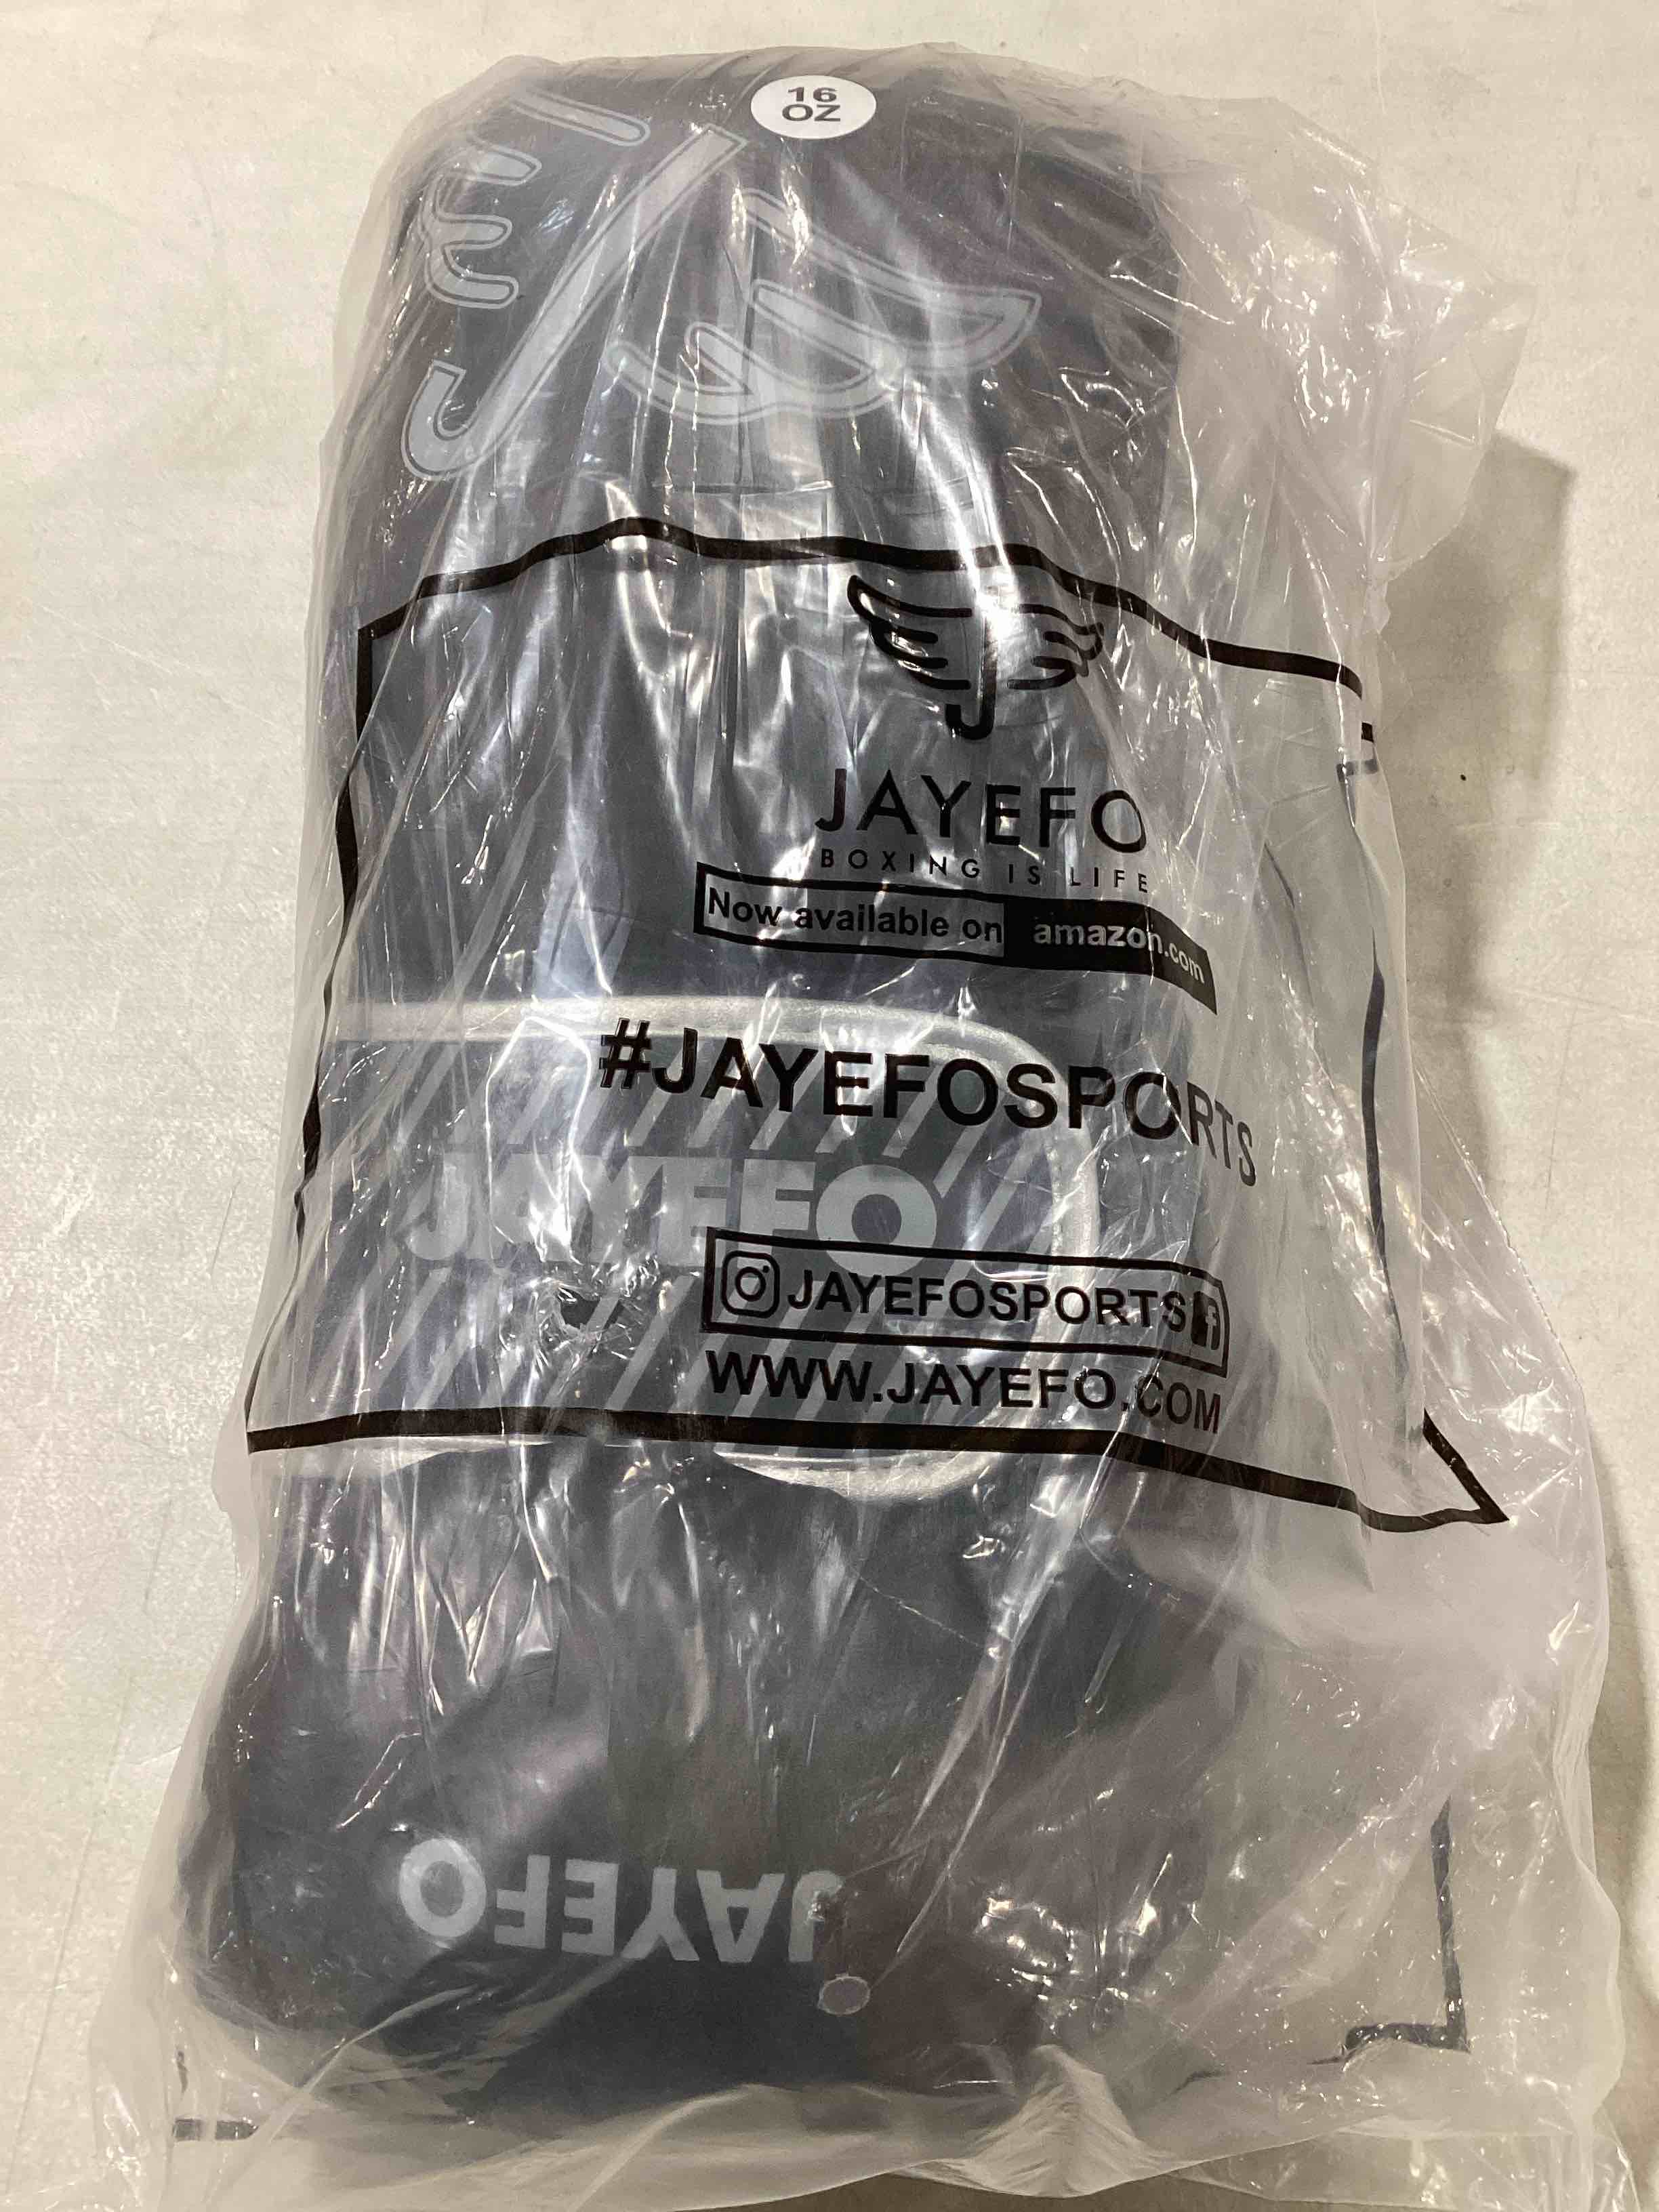 16
OZ
J
JAYEFO
BOXING IS LIFE
Now available on amazon.com
#JAYEFOSPORTS
JAYEFO
JAYEFOSPORTS f
WWW.JAYEFO.COM
JAYEFO